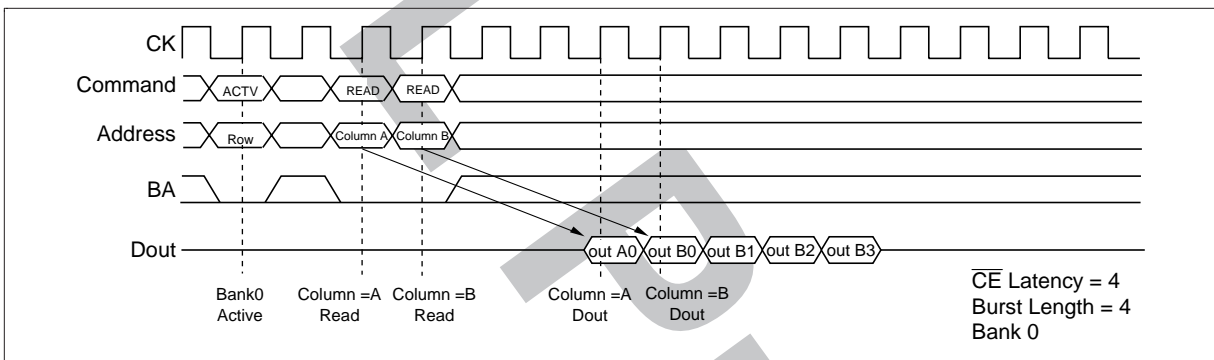 CK
Command ACTV READ READ
Address Row Column A Column B
BA
Dout out A0 out B0 out B1 out B2 out B3
Bank0 Column =A Column =B Column =A Column =B
Active Read Read Dout Dout
CE Latency = 4
Burst Length = 4
Bank 0